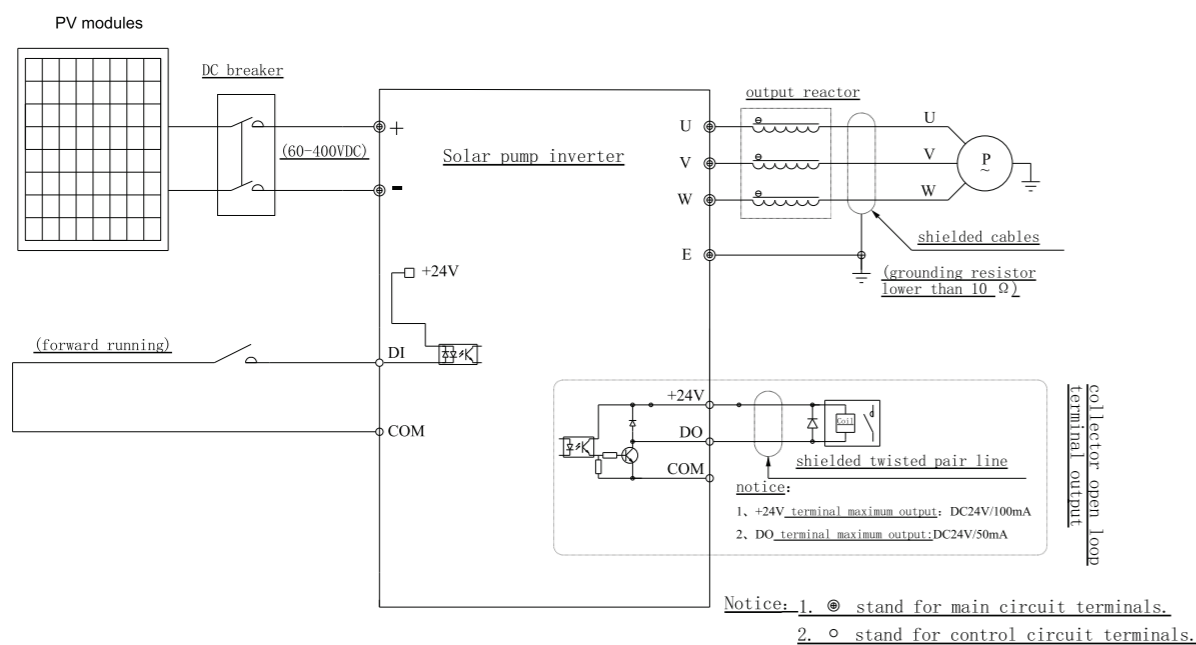 PV modules
DC breaker
(60-400VDC)
+
-
Solar pump inverter
output reactor
U
V
W
E
U
V
W
P
~
shielded cables
(grounding resistor
lower than 10 Ω)
+24V
(forward running)
DI
COM
+24V
DO
COM
Coil
shielded twisted pair line
notice:
1、+24V terminal maximum output: DC24V/100mA
2、DO terminal maximum output:DC24V/50mA
collector open loop
terminal output
Notice: 1. stand for main circuit terminals.
2. stand for control circuit terminals.